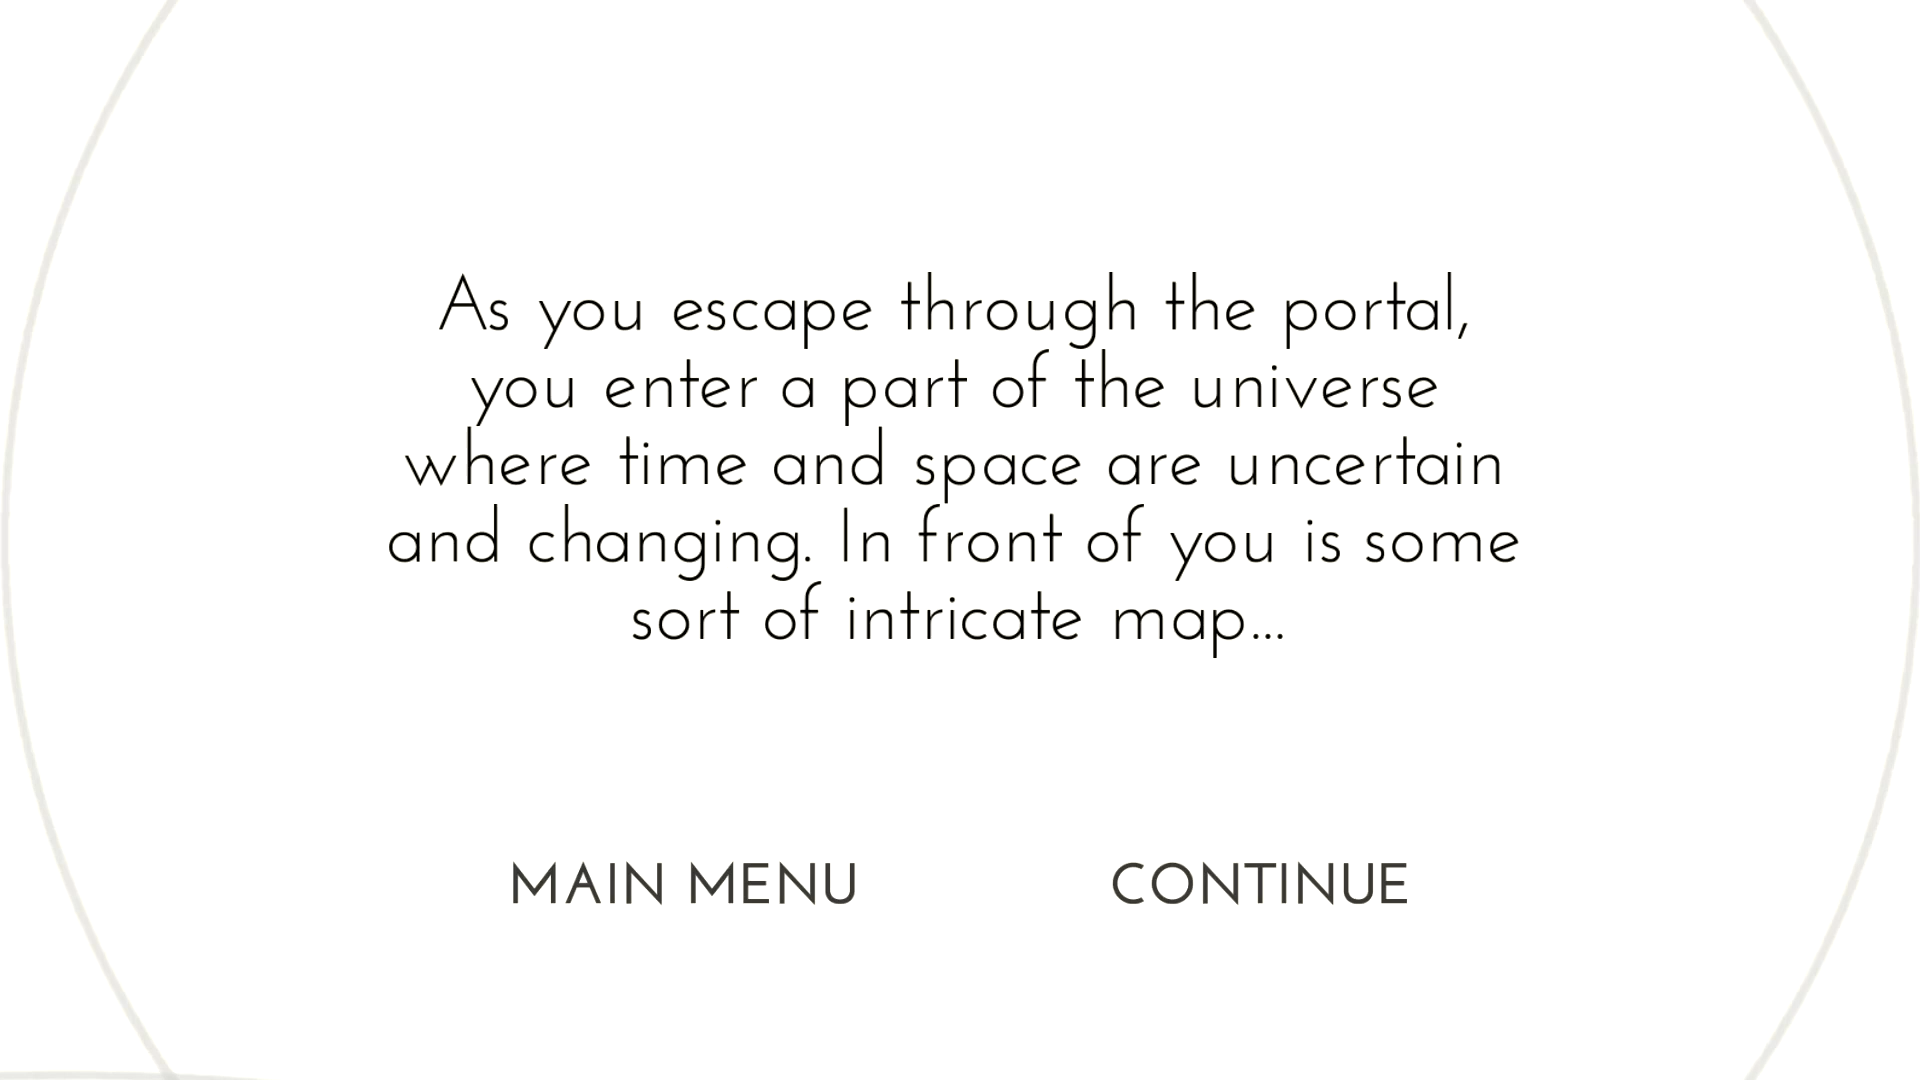 As you escape through the portal,
you enter a part of the universe
where time and space are uncertain
and changing. In front of you is some
sort of intricate map...
MAIN MENU
CONTINUE